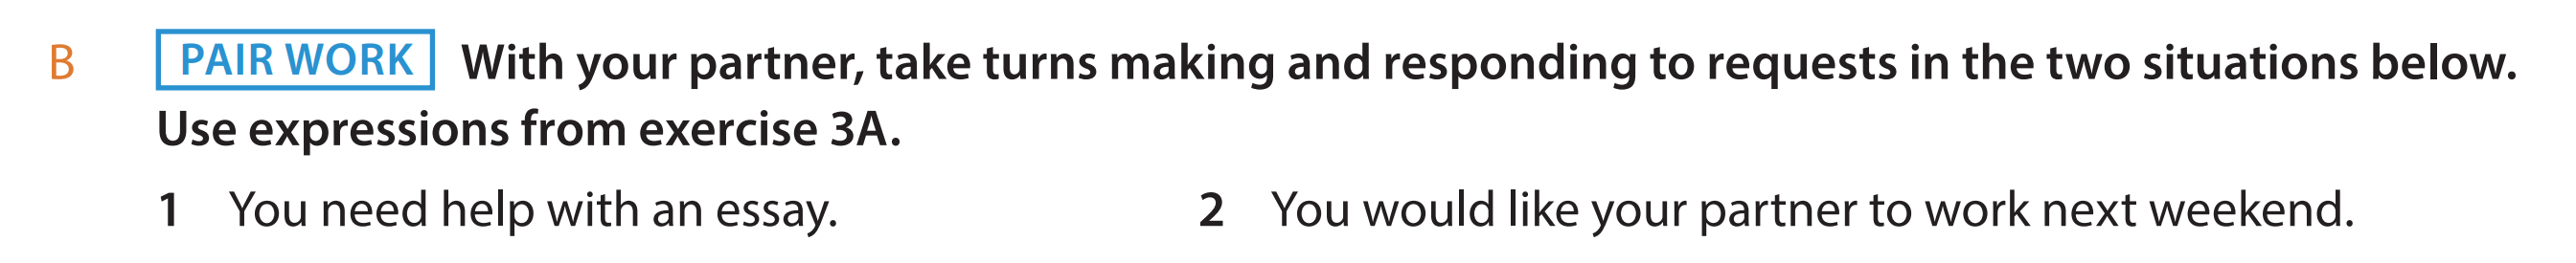 B PAIR WORK With your partner, take turns making and responding to requests in the two situations below.
Use expressions from exercise 3A.
1 You need help with an essay. 2 You would like your partner to work next weekend.